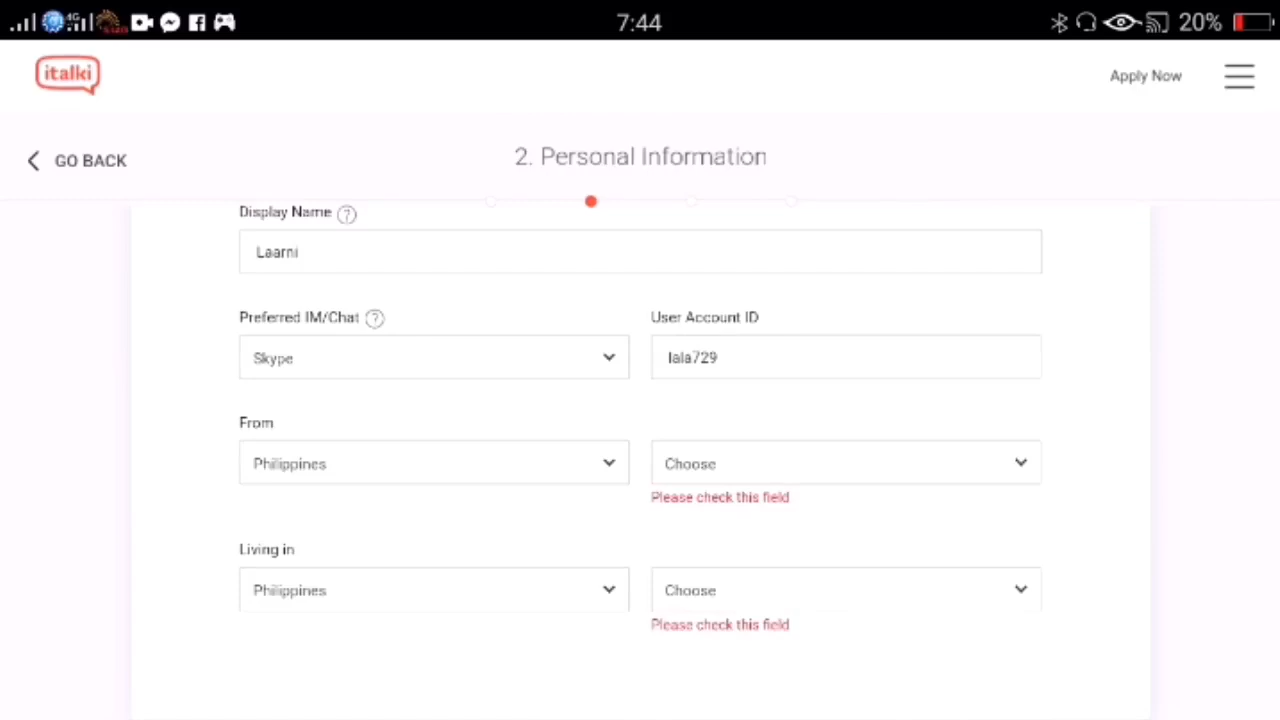 4G
7:44
20%
italki
Apply Now
GO BACK
2. Personal Information
Display Name ?
Laarni
Preferred IM/Chat ?
User Account ID
Skype
lala729
From
Philippines
Choose
Please check this field
Living in
Philippines
Choose
Please check this field